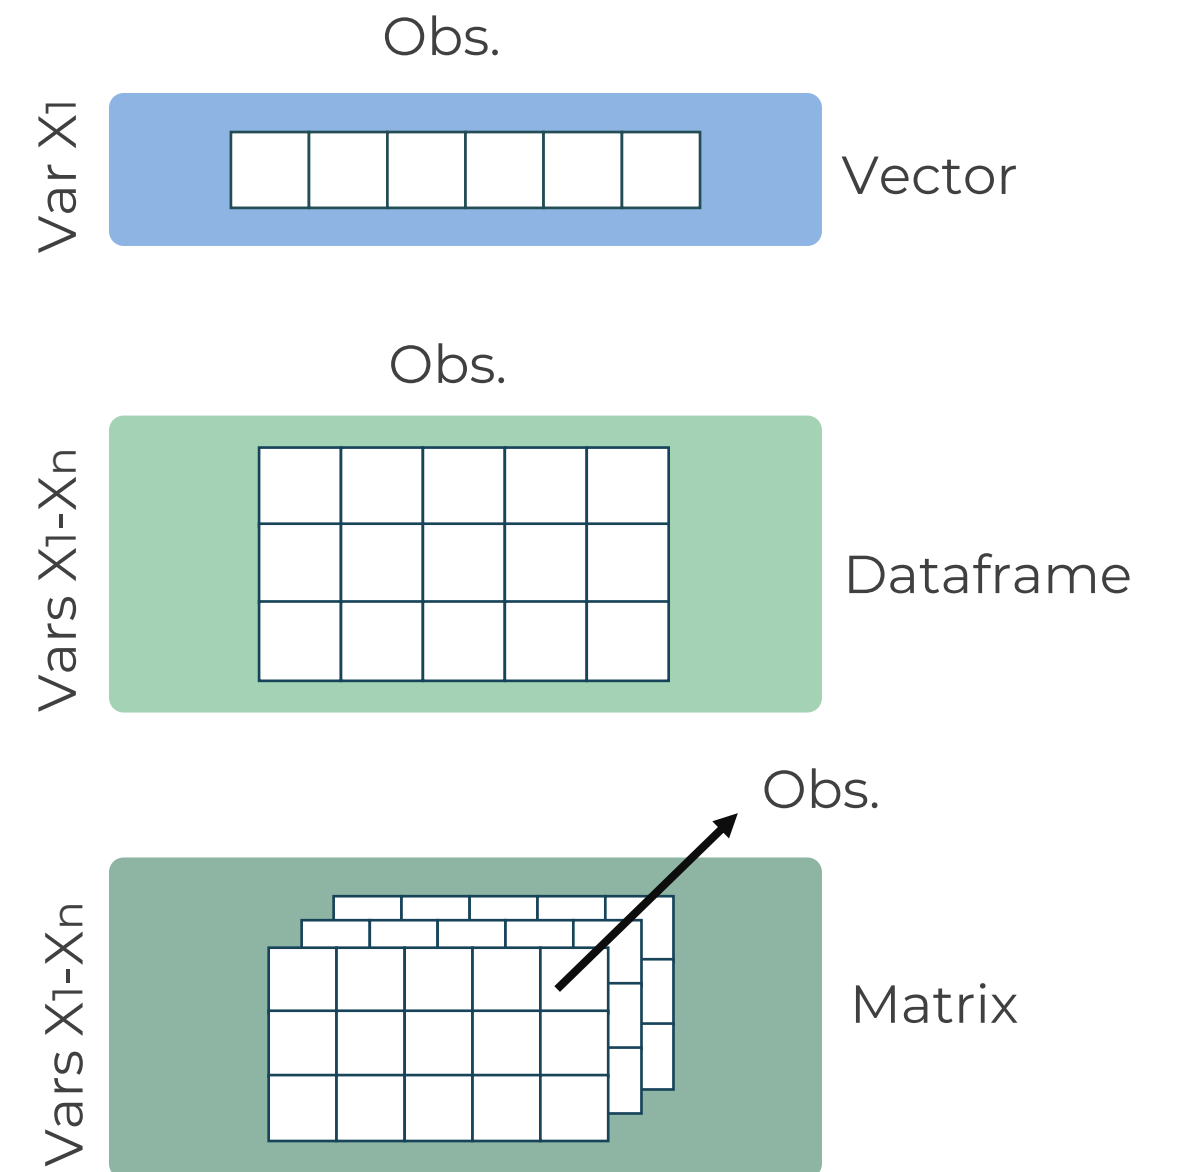 Obs.
Var X1
Vector
Obs.
Vars X1-Xn
Dataframe
Obs.
Vars X1-Xn
Matrix